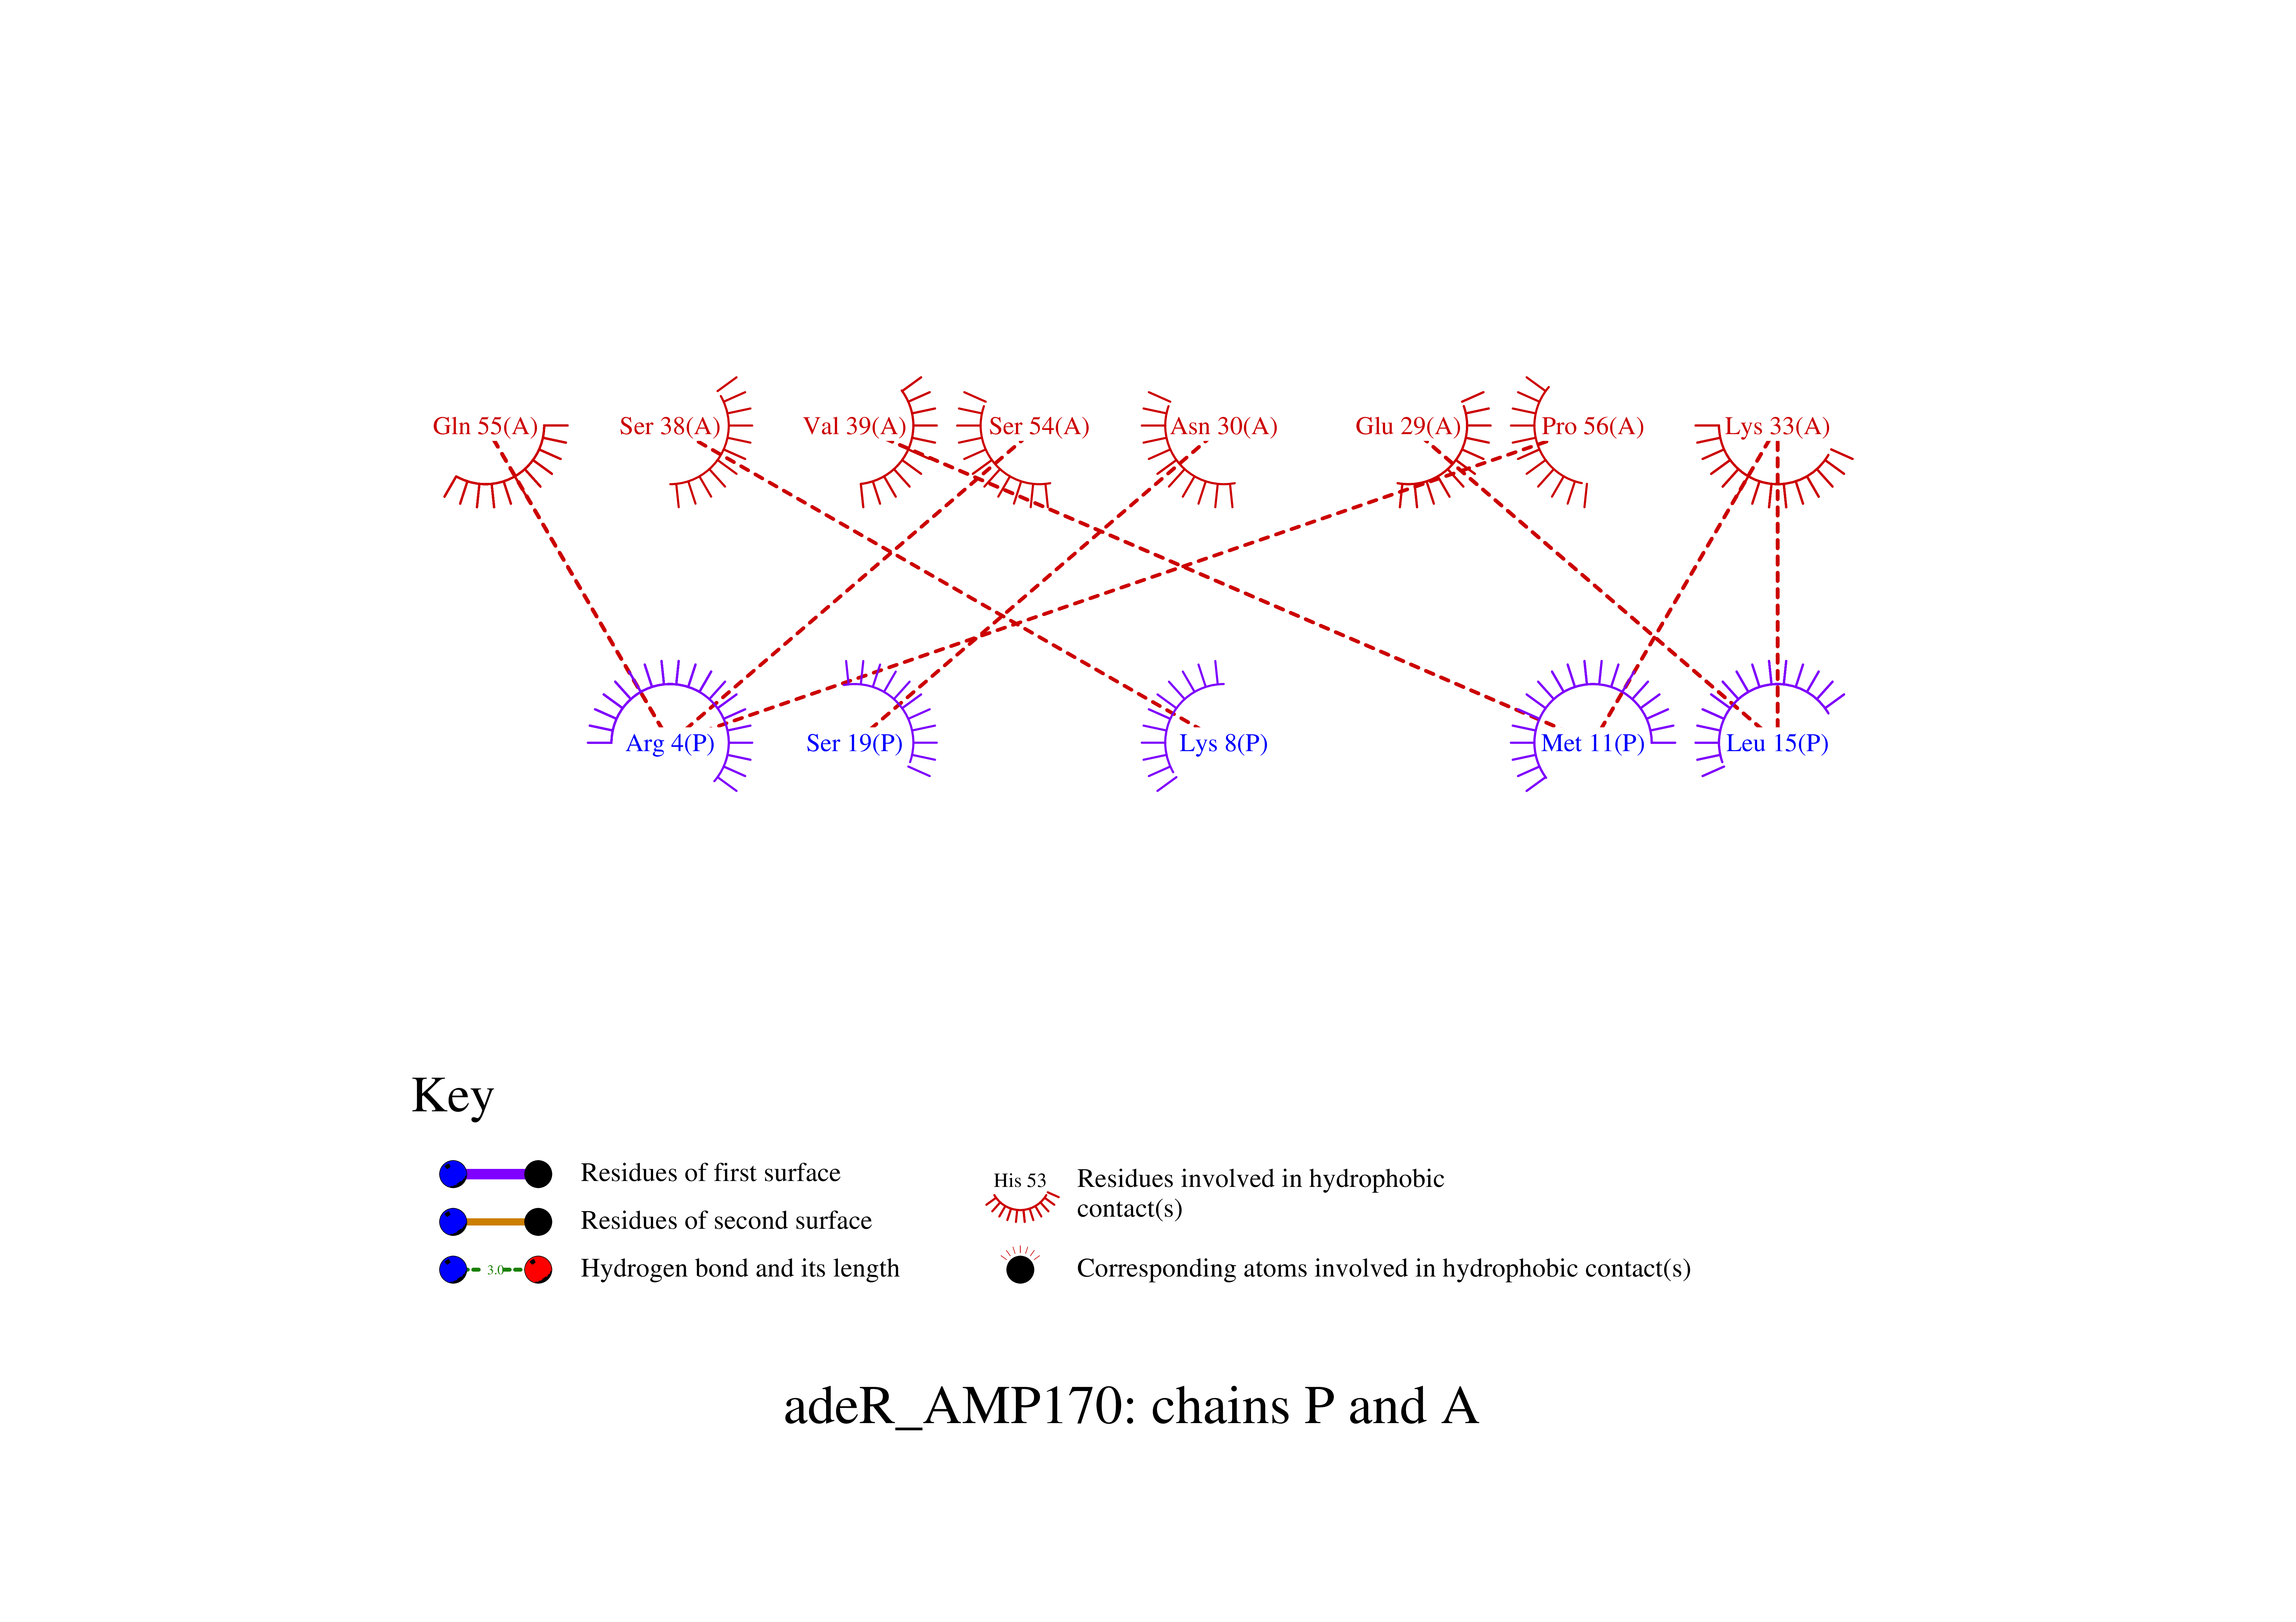 Gln 55(A) Ser 38(A) Val 39(A) Ser 54(A) Asn 30(A) Glu 29(A) Pro 56(A) Lys 33(A)
Arg 4(P) Ser 19(P) Lys 8(P) Met 11(P) Leu 15(P)
Key
Residues of first surface
Residues of second surface
3.0 Hydrogen bond and its length
His 53 Residues involved in hydrophobic
contact(s)
Corresponding atoms involved in hydrophobic contact(s)
adeR_AMP170: chains P and A